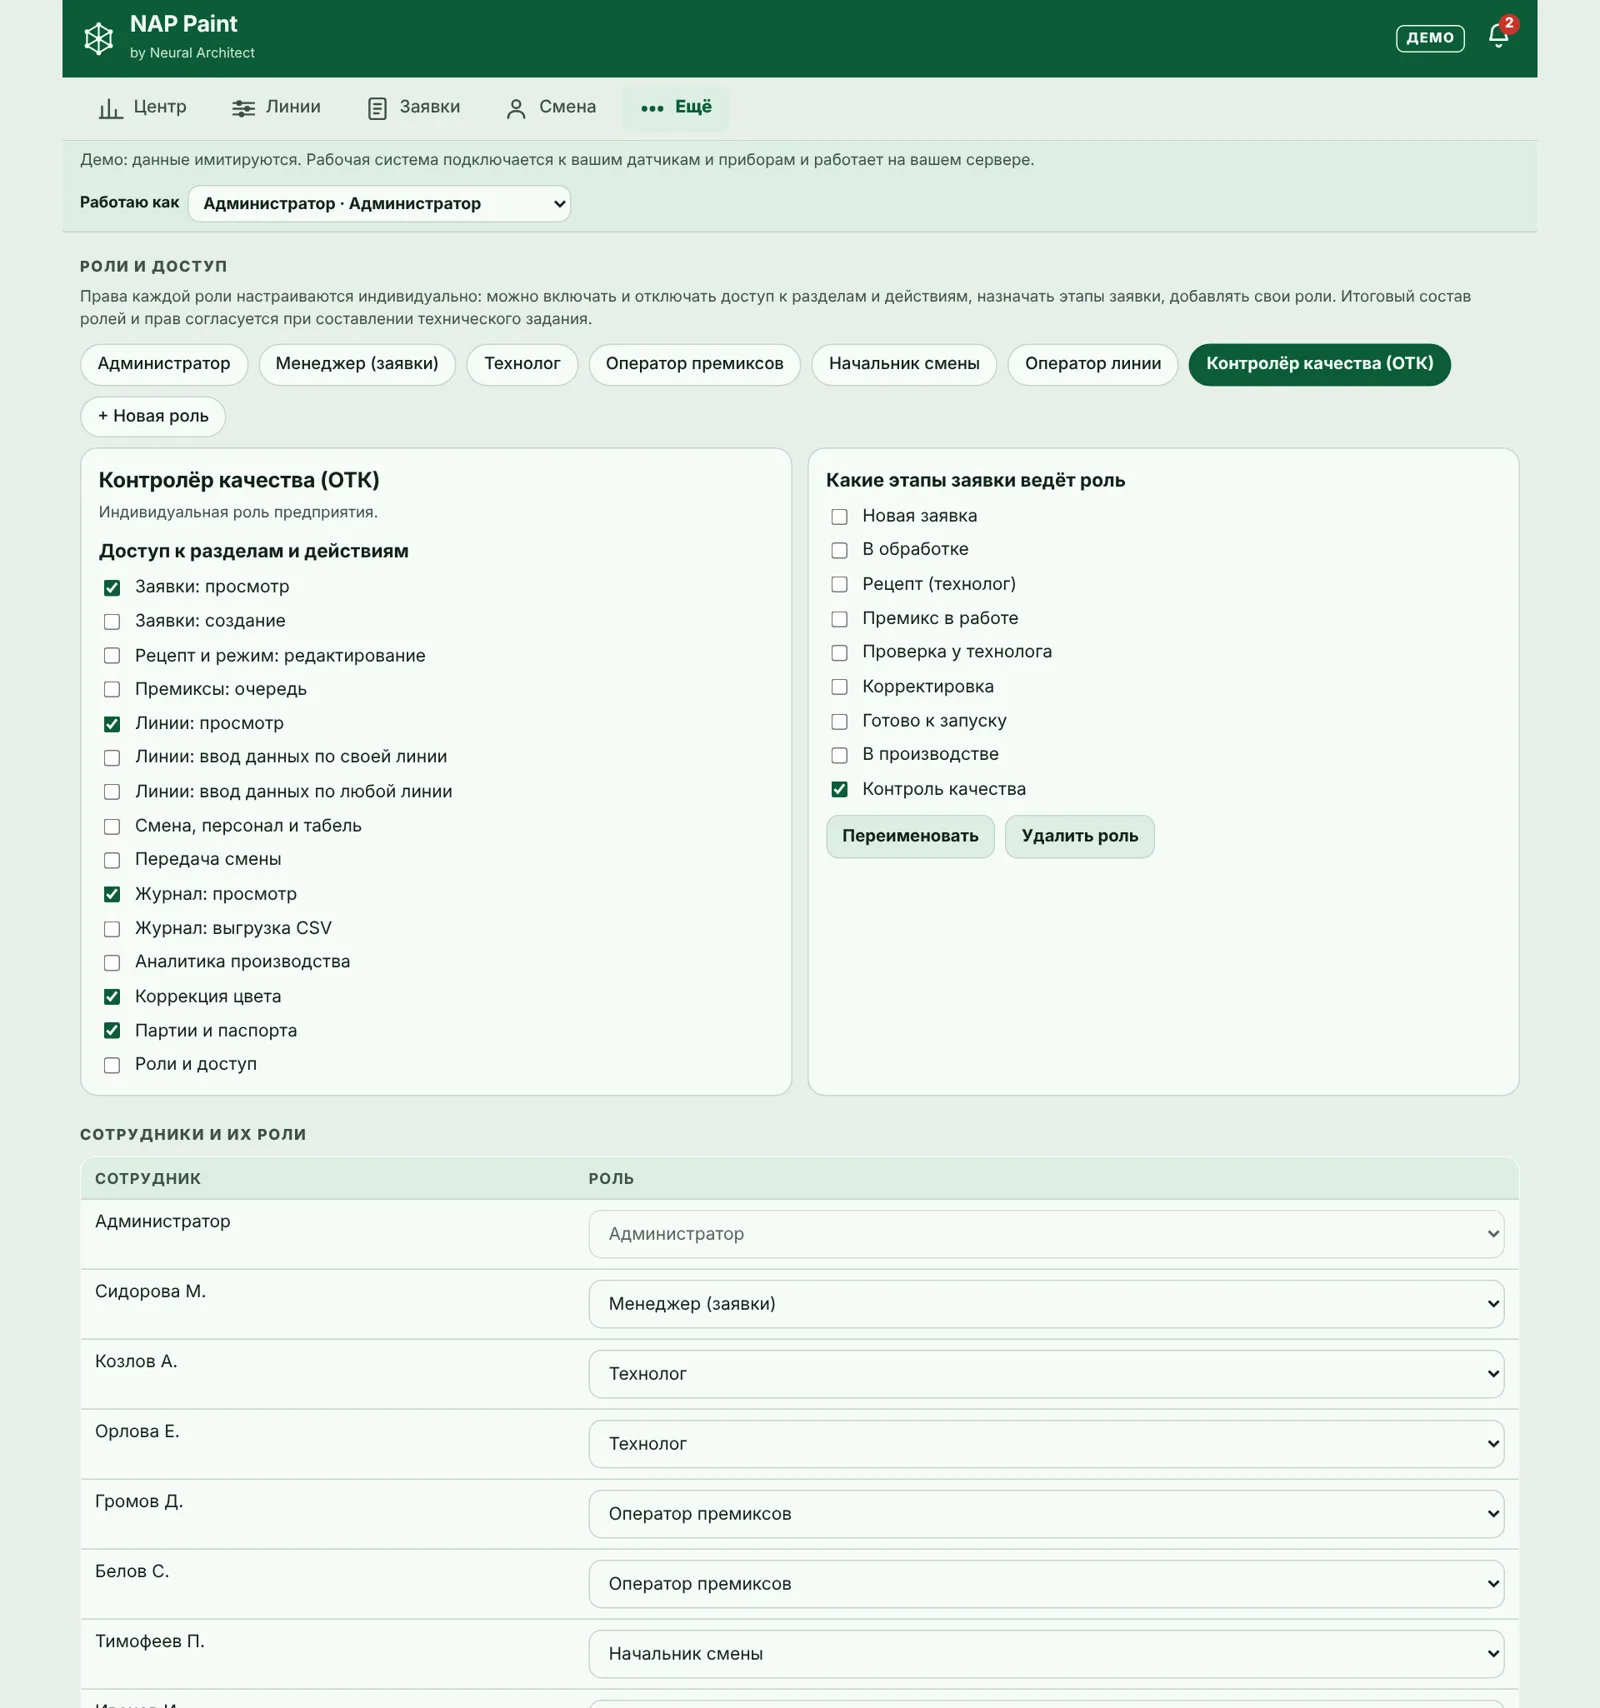 NAP Paint
by Neural Architect
ДЕМО
2
Центр
Линии
Заявки
Смена
Ещё
Демо: данные имитируются. Рабочая система подключается к вашим датчикам и приборам и работает на вашем сервере.
Работаю как
Администратор · Администратор
РОЛИ И ДОСТУП
Права каждой роли настраиваются индивидуально: можно включать и отключать доступ к разделам и действиям, назначать этапы заявки, добавлять свои роли. Итоговый состав
ролей и прав согласуется при составлении технического задания.
Администратор
Менеджер (заявки)
Технолог
Оператор премиксов
Начальник смены
Оператор линии
Контролёр качества (ОТК)
+ Новая роль
Контролёр качества (ОТК)
Индивидуальная роль предприятия.
Доступ к разделам и действиям
Заявки: просмотр
Заявки: создание
Рецепт и режим: редактирование
Премиксы: очередь
Линии: просмотр
Линии: ввод данных по своей линии
Линии: ввод данных по любой линии
Смена, персонал и табель
Передача смены
Журнал: просмотр
Журнал: выгрузка CSV
Аналитика производства
Коррекция цвета
Партии и паспорта
Роли и доступ
Какие этапы заявки ведёт роль
Новая заявка
В обработке
Рецепт (технолог)
Премикс в работе
Проверка у технолога
Корректировка
Готово к запуску
В производстве
Контроль качества
Переименовать
Удалить роль
СОТРУДНИКИ И ИХ РОЛИ
СОТРУДНИК
РОЛЬ
Администратор
Администратор
Сидорова М.
Менеджер (заявки)
Козлов А.
Технолог
Орлова Е.
Технолог
Громов Д.
Оператор премиксов
Белов С.
Оператор премиксов
Тимофеев П.
Начальник смены